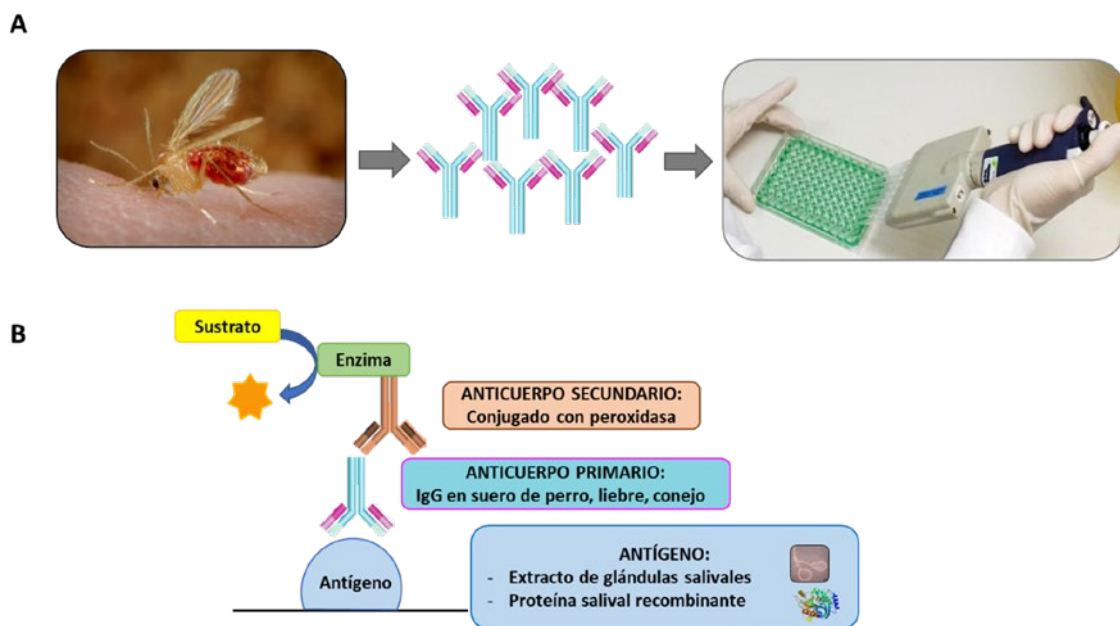 A
B
Sustrato
Enzima
ANTICUERPO SECUNDARIO:
Conjugado con peroxidasa
ANTICUERPO PRIMARIO:
IgG en suero de perro, liebre, conejo
Antígeno
ANTÍGENO:
- Extracto de glándulas salivales
- Proteína salival recombinante